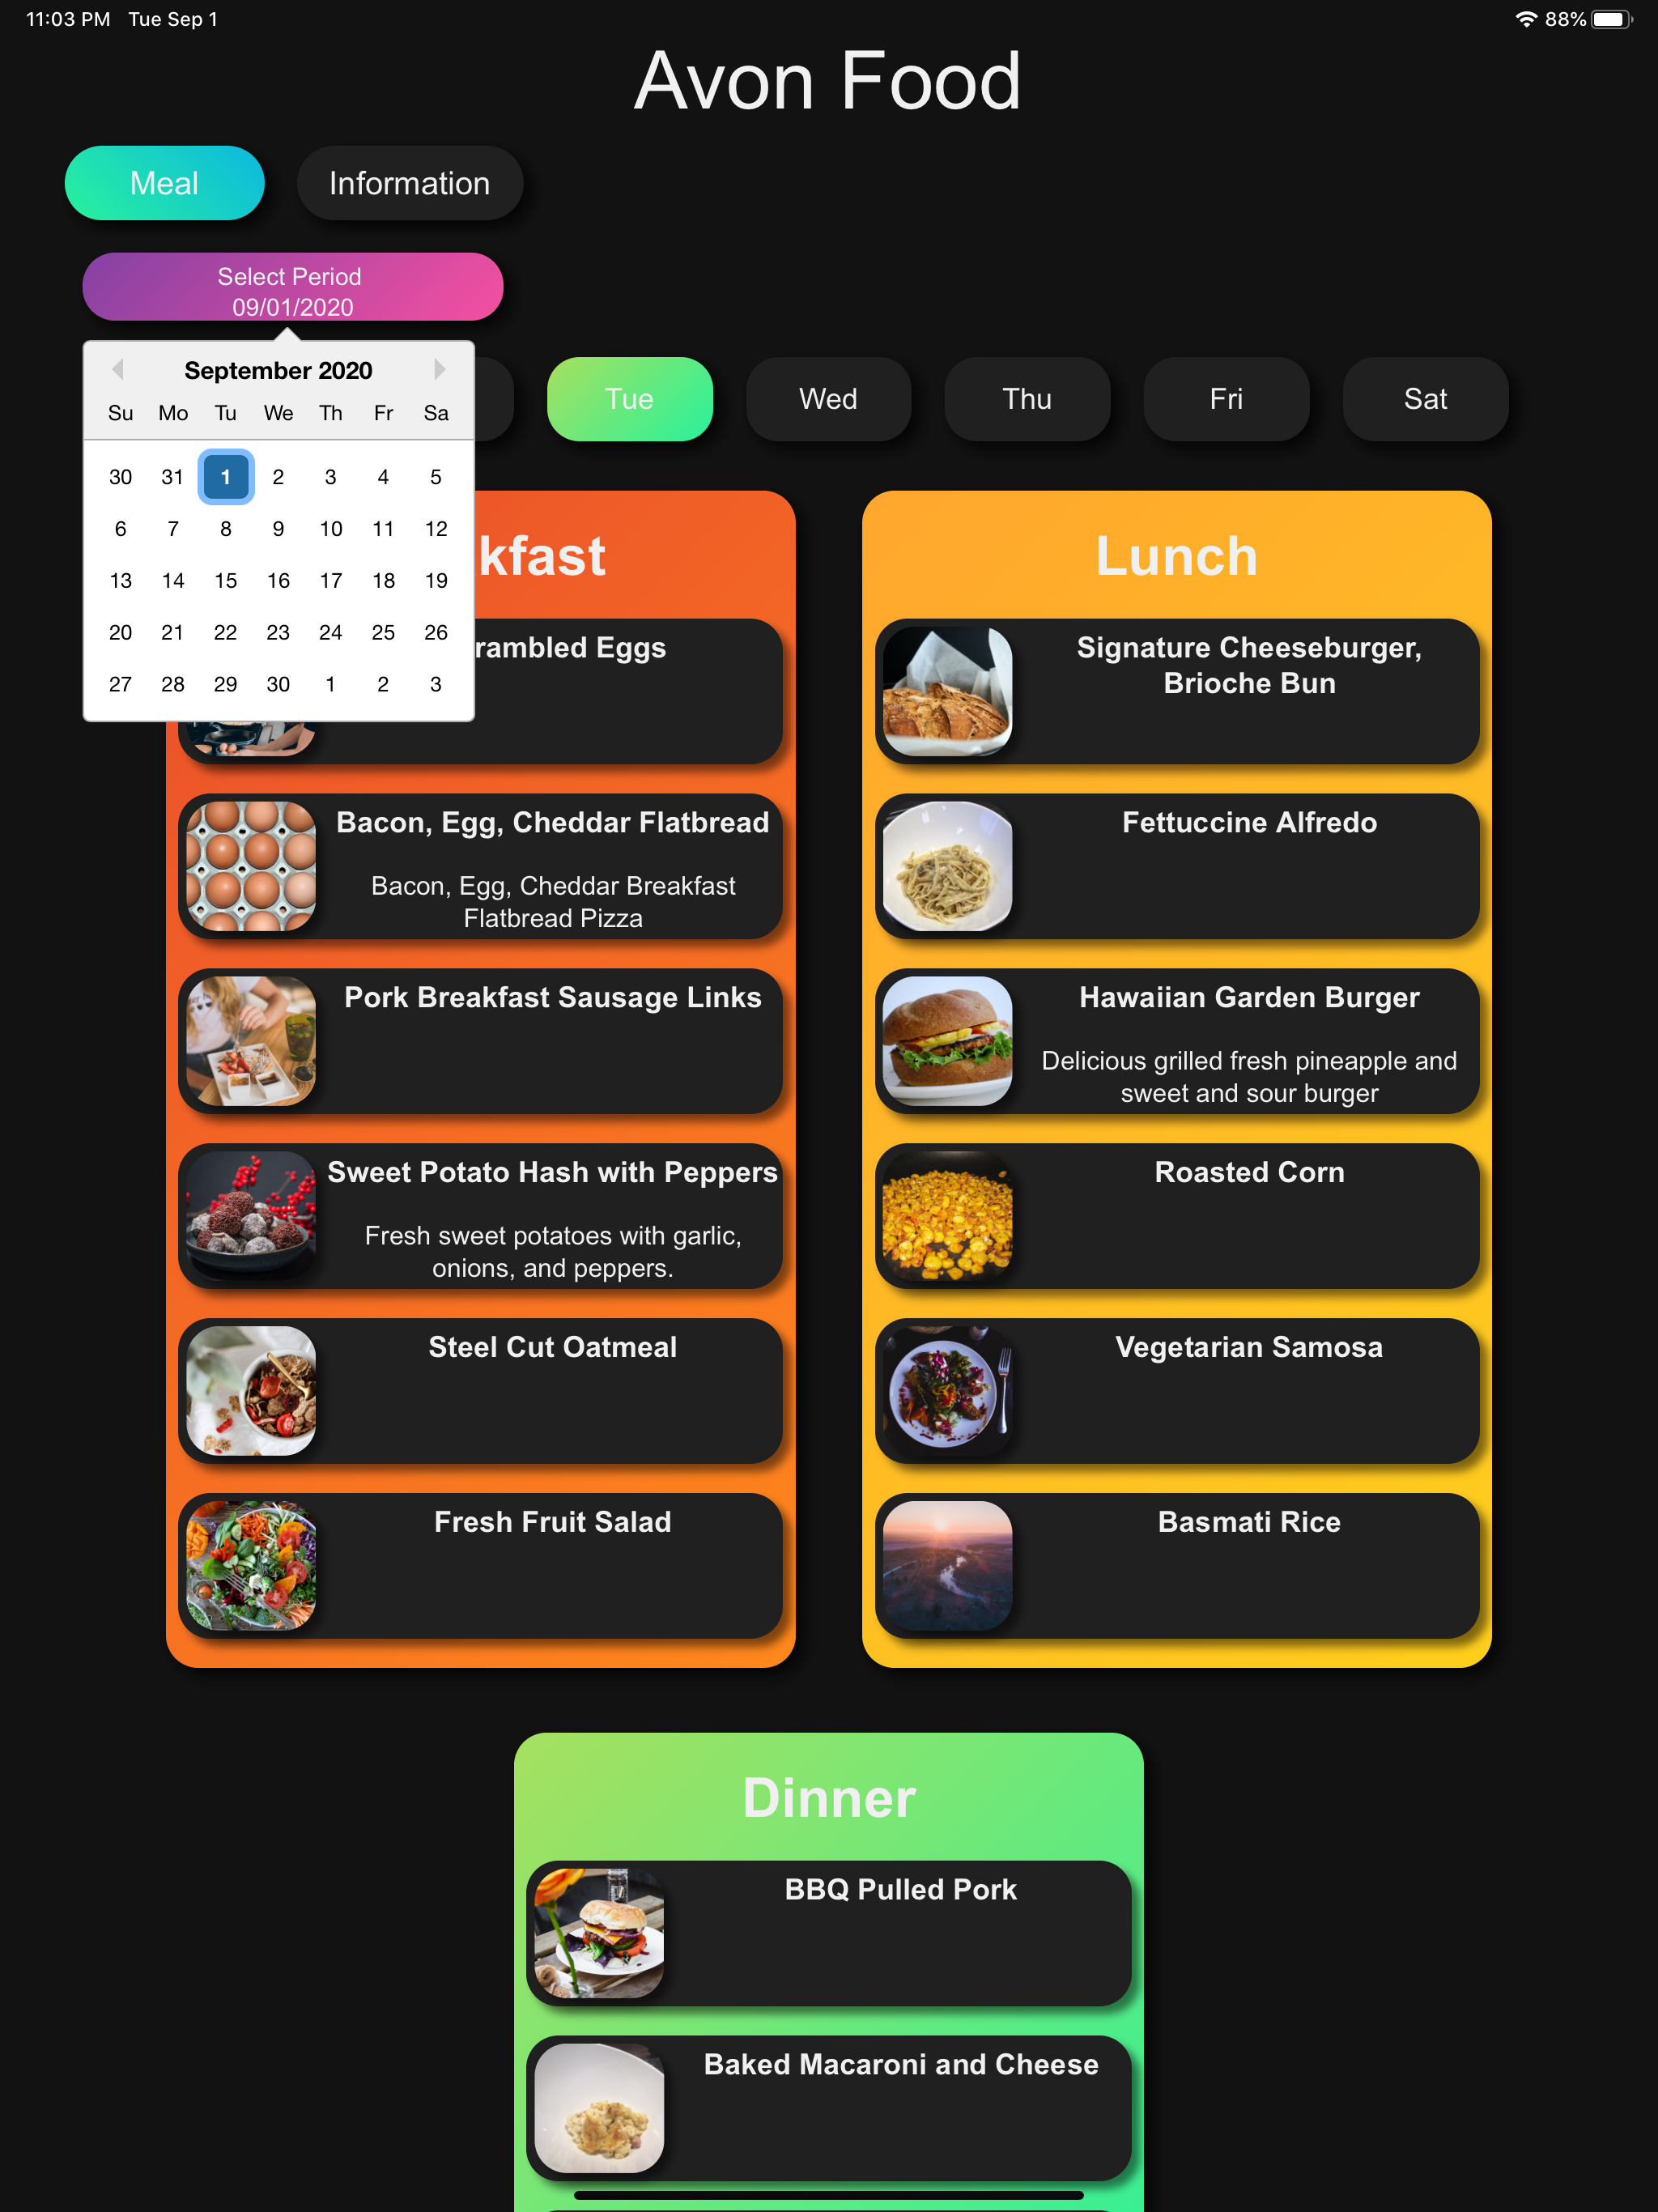 11:03 PM Tue Sep 1
88%
Avon Food
Meal
Information
Select Period
09/01/2020
September 2020
Su Mo Tu We Th Fr Sa
30 31 1 2 3 4 5
6 7 8 9 10 11 12
13 14 15 16 17 18 19
20 21 22 23 24 25 26
27 28 29 30 1 2 3
Tue
Wed
Thu
Fri
Sat
kfast
rambled Eggs
Bacon, Egg, Cheddar Flatbread
Bacon, Egg, Cheddar Breakfast
Flatbread Pizza
Pork Breakfast Sausage Links
Sweet Potato Hash with Peppers
Fresh sweet potatoes with garlic,
onions, and peppers.
Steel Cut Oatmeal
Fresh Fruit Salad
Lunch
Signature Cheeseburger,
Brioche Bun
Fettuccine Alfredo
Hawaiian Garden Burger
Delicious grilled fresh pineapple and
sweet and sour burger
Roasted Corn
Vegetarian Samosa
Basmati Rice
Dinner
BBQ Pulled Pork
Baked Macaroni and Cheese